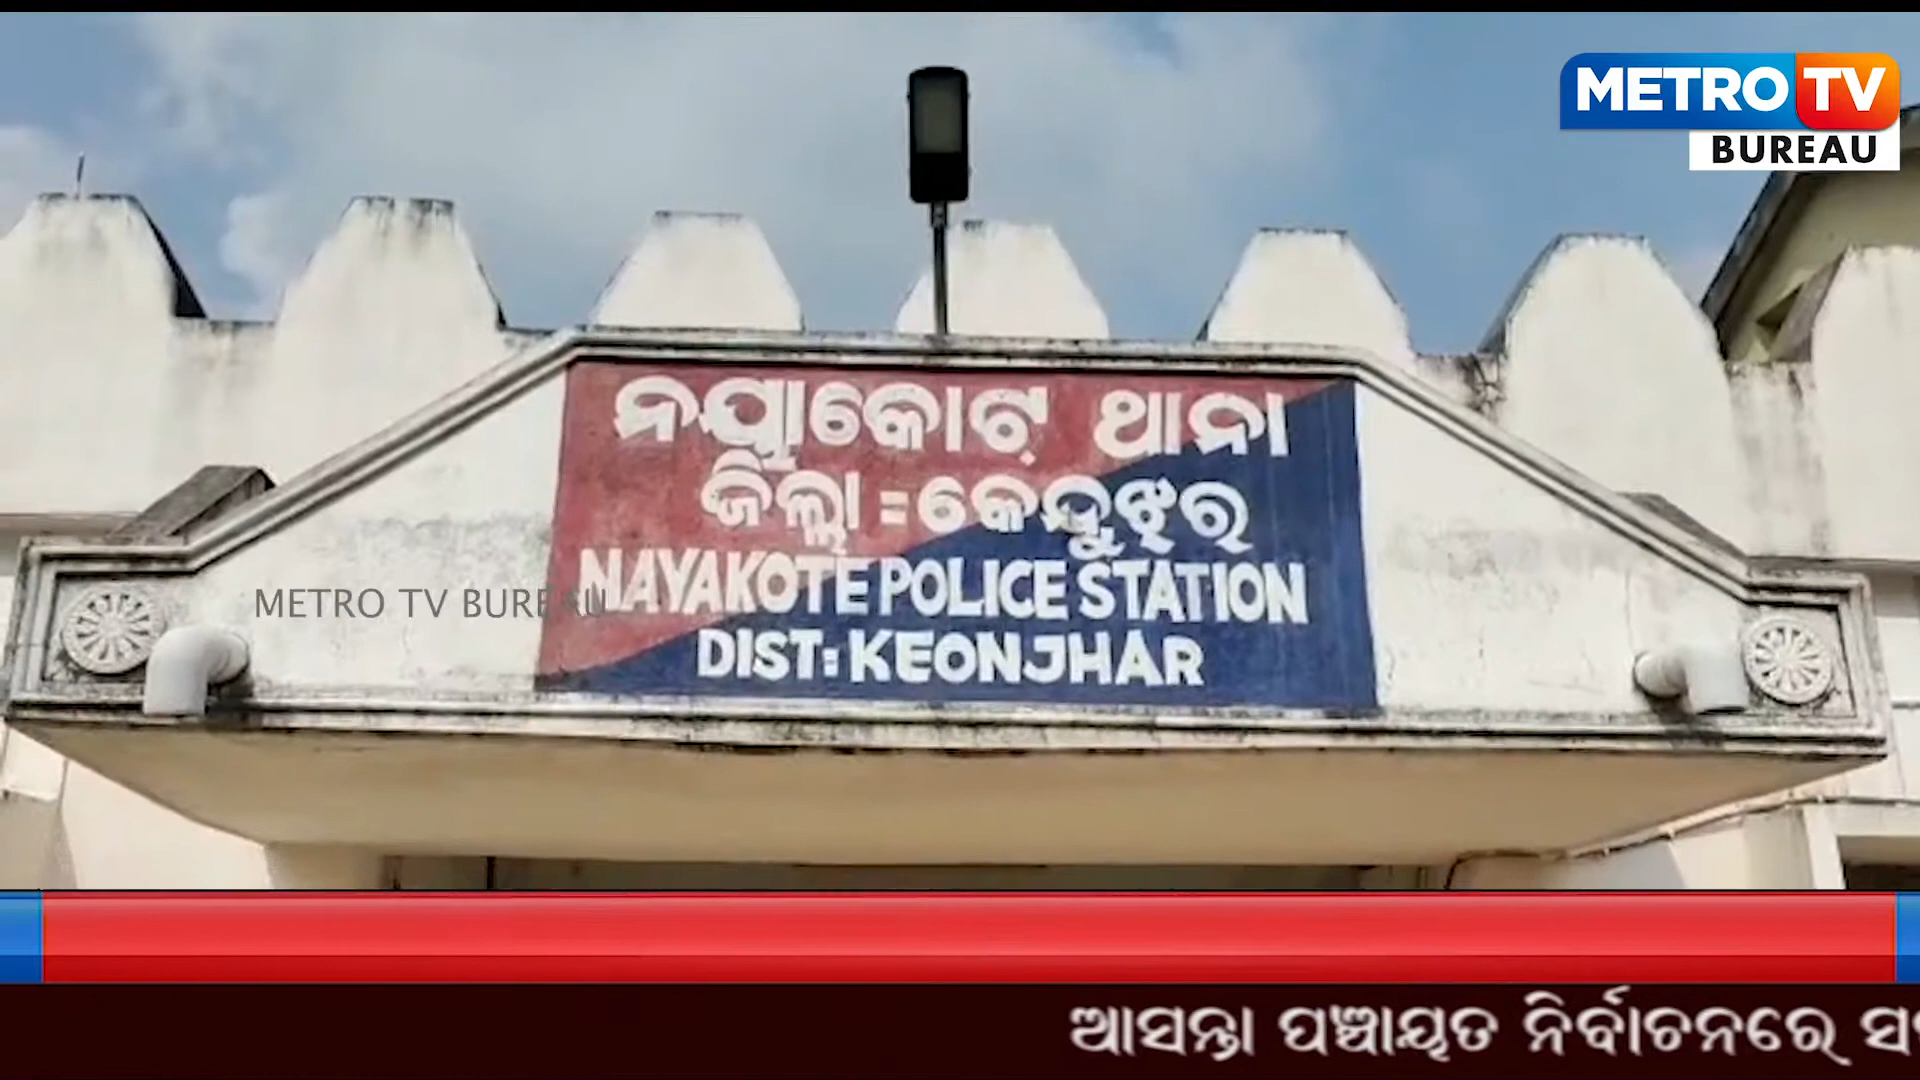 METRO TV
BUREAU
ନୟାକୋଟ୍ ଥାନା
ଜିଲ୍ଲା :- କେନ୍ଦୁଝର
NAYAKOTE POLICE STATION
DIST:- KEONJHAR
METRO TV BUREAU
ଆସନ୍ତା ପଞ୍ଚାୟତ ନିର୍ବାଚନରେ